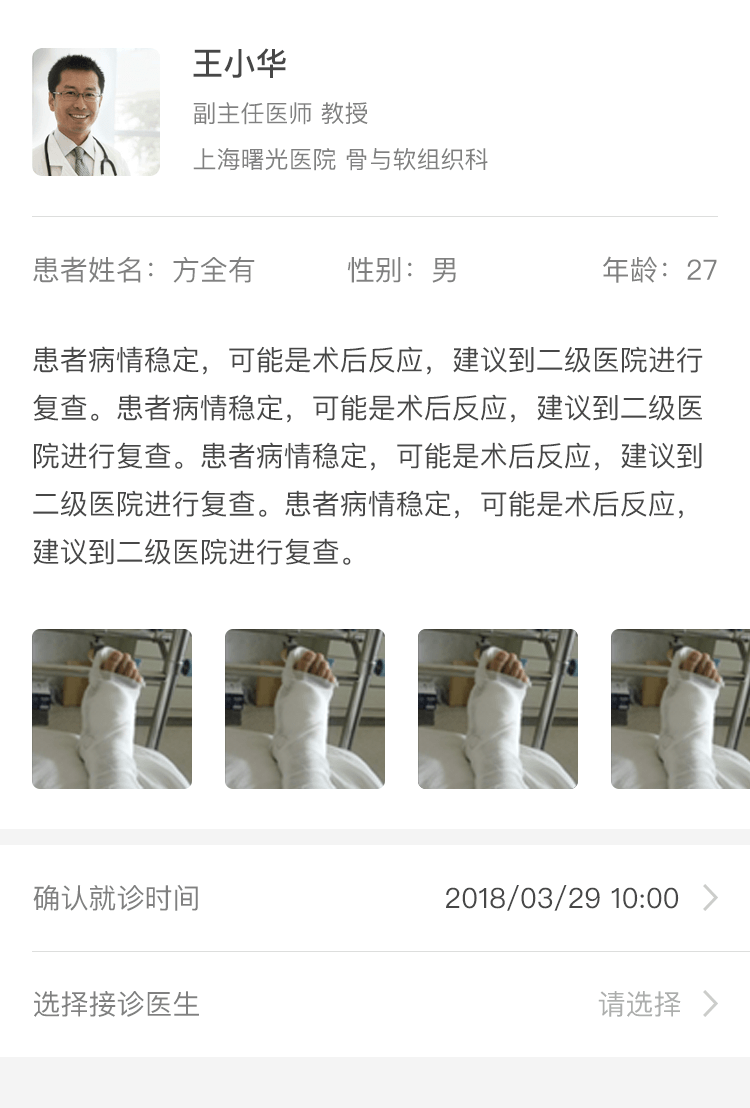 王小华
副主任医师 教授
上海曙光医院 骨与软组织科
患者姓名：方全有 性别：男 年龄：27
患者病情稳定，可能是术后反应，建议到二级医院进行
复查。患者病情稳定，可能是术后反应，建议到二级医
院进行复查。患者病情稳定，可能是术后反应，建议到
二级医院进行复查。患者病情稳定，可能是术后反应，
建议到二级医院进行复查。
确认就诊时间 2018/03/29 10:00
选择接诊医生 请选择